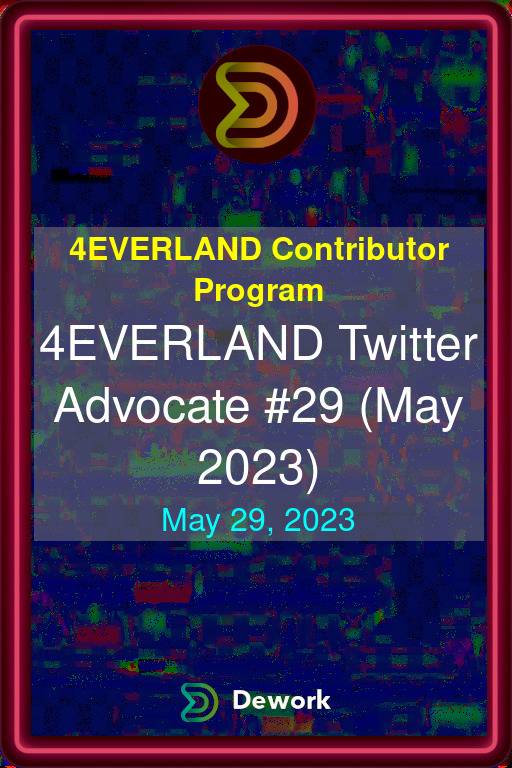 4EVERLAND Contributor
Program
4EVERLAND Twitter
Advocate #29 (May
2023)
May 29, 2023
Dework